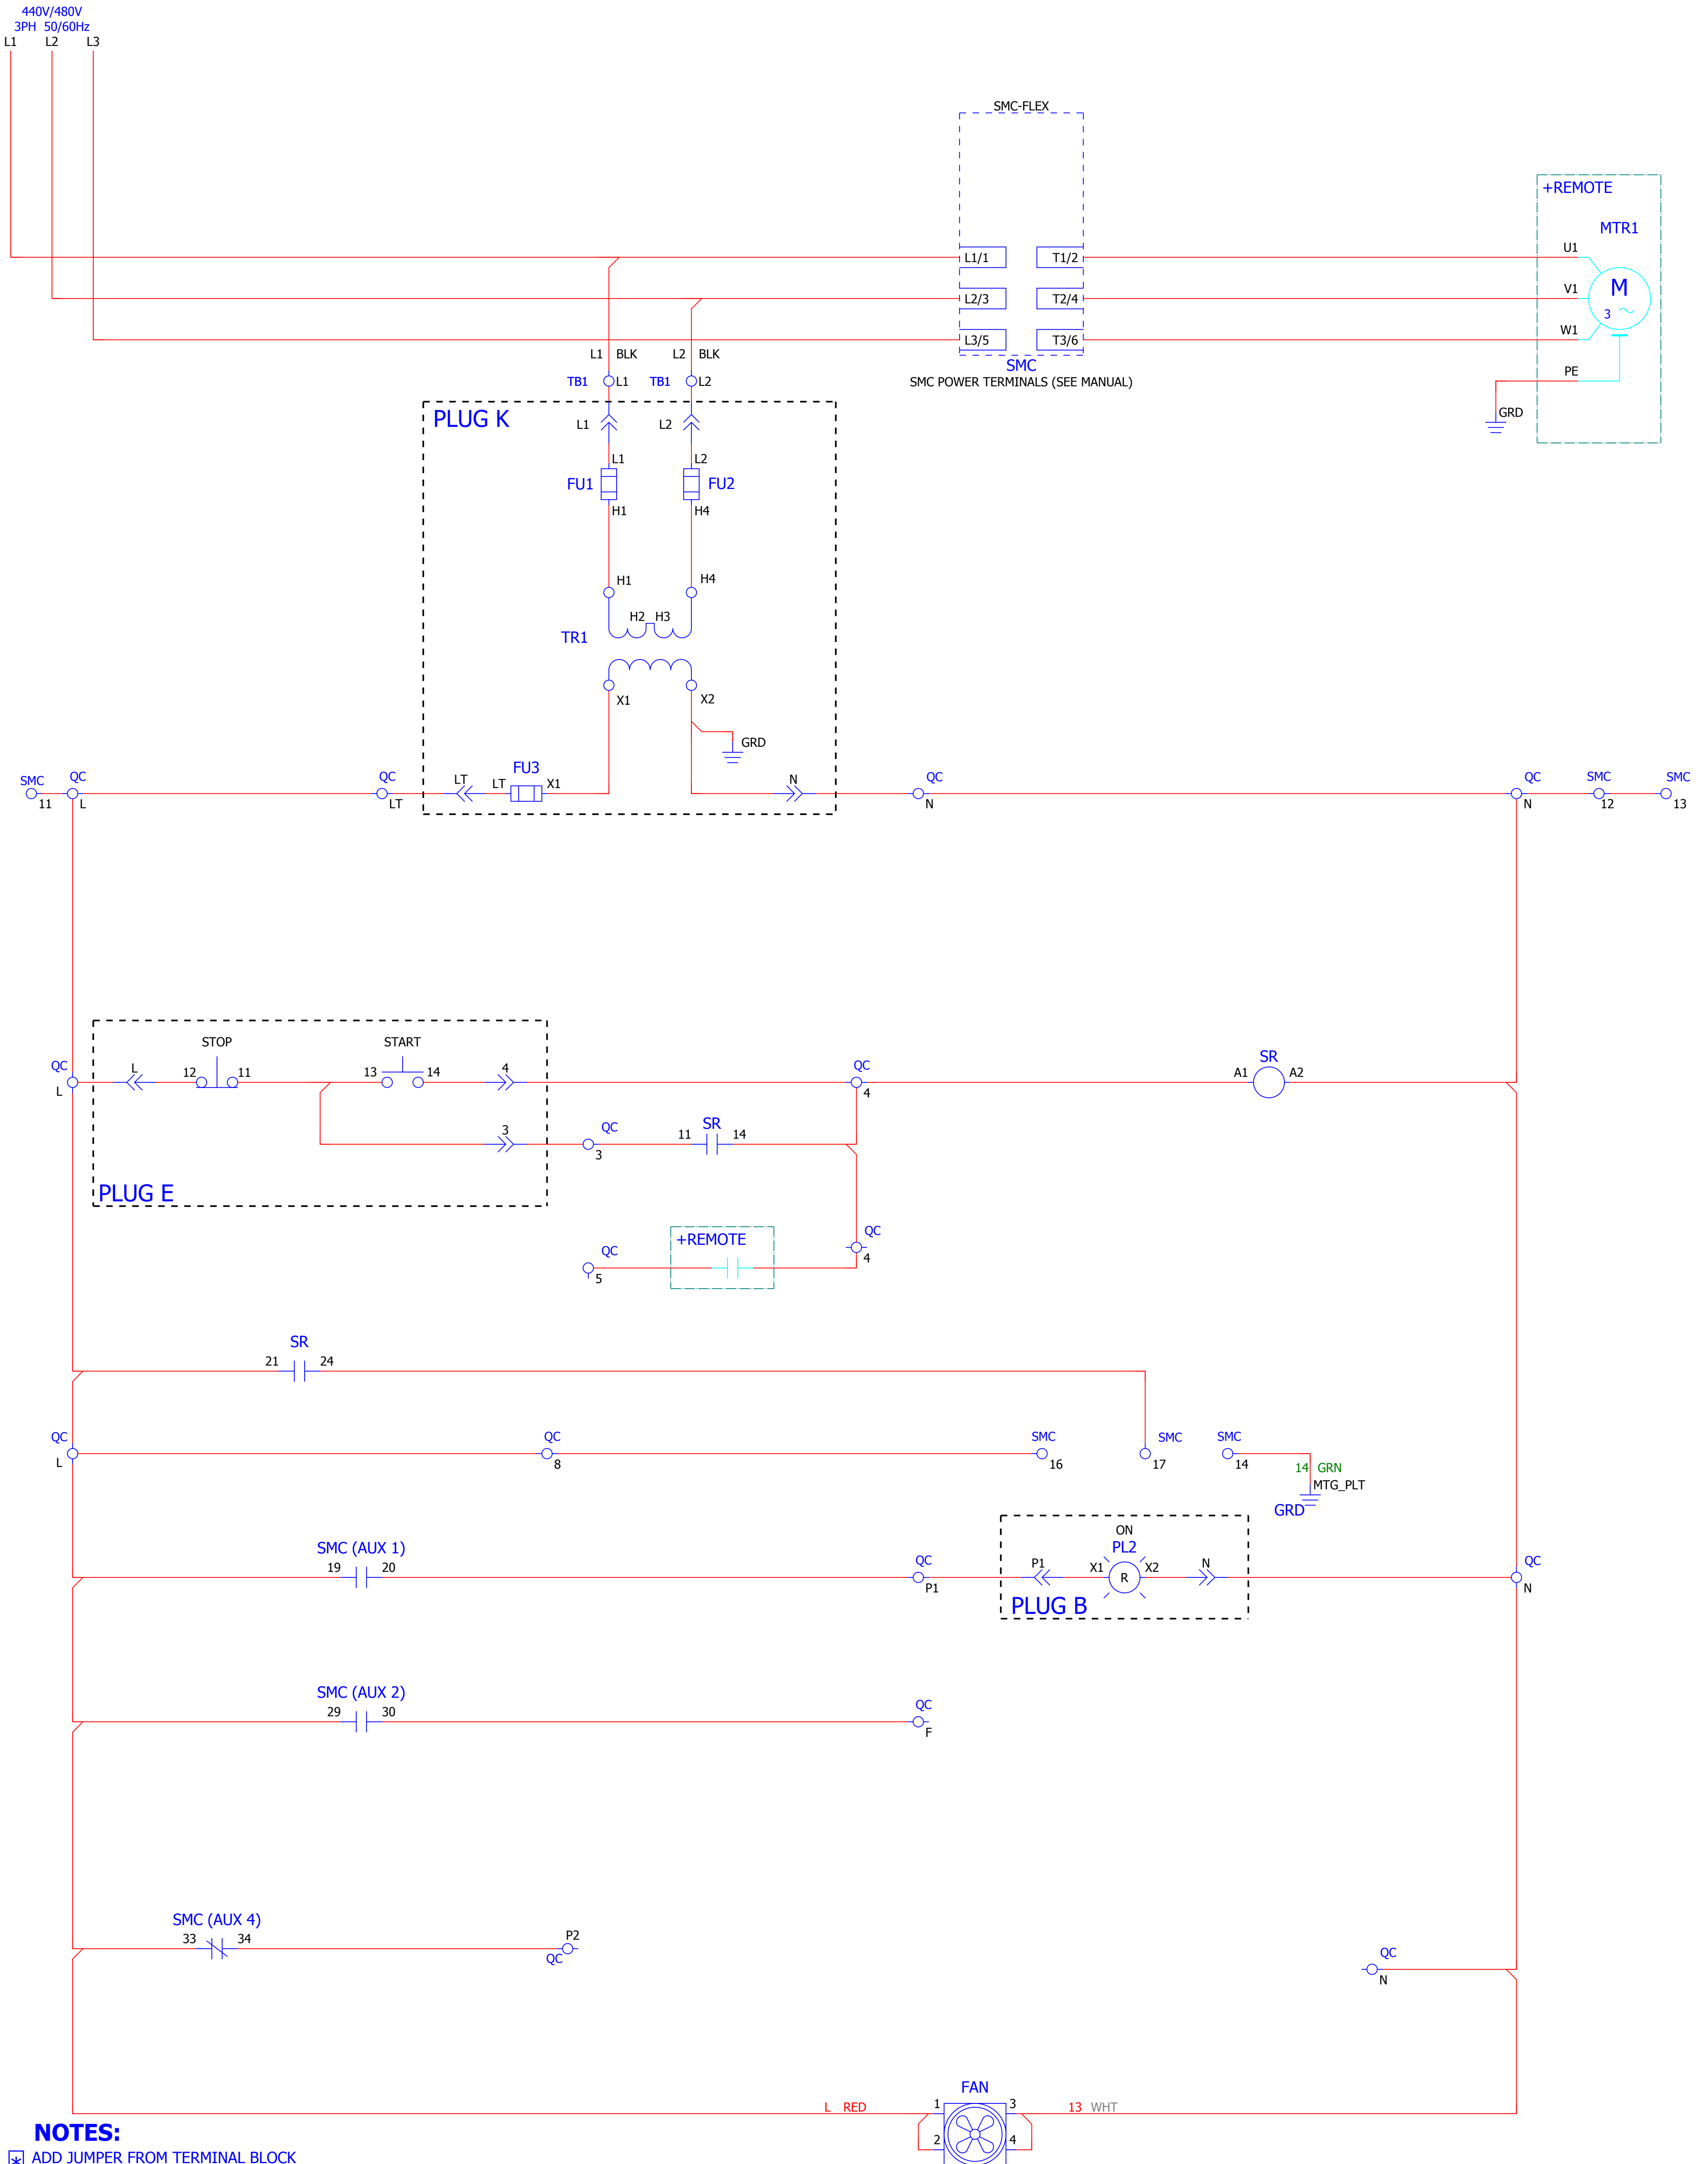 440V/480V
3PH 50/60Hz
L1 L2 L3
SMC-FLEX
+REMOTE
MTR1
L1/1 T1/2 U1
L2/3 T2/4 V1
M
3
L3/5 T3/6 W1
SMC
SMC POWER TERMINALS (SEE MANUAL)
PE
GRD
L1 BLK L2 BLK
TB1 L1 TB1 L2
PLUG K
L1 L2
L1 L2
FU1 FU2
H1 H4
H1 H4
H2 H3
TR1
X1 X2
GRD
FU3
SMC QC QC LT LT X1 N QC QC SMC SMC
11 L LT N N 12 13
STOP START
QC L 12 11 13 14 4 QC SR
L 4 A1 A2
3 QC SR
3 11 14
PLUG E
+REMOTE
QC QC
5 4
SR
21 24
QC QC SMC SMC SMC
L 8 16 17 14
14 GRN
MTG_PLT
GRD
ON
SMC (AUX 1) PL2
19 20 QC P1 X1 R X2 N QC
P1 N
PLUG B
SMC (AUX 2)
29 30 QC
F
SMC (AUX 4)
33 34 P2
QC
QC
N
FAN
L RED 1 3 13 WHT
2 4
NOTES:
* ADD JUMPER FROM TERMINAL BLOCK